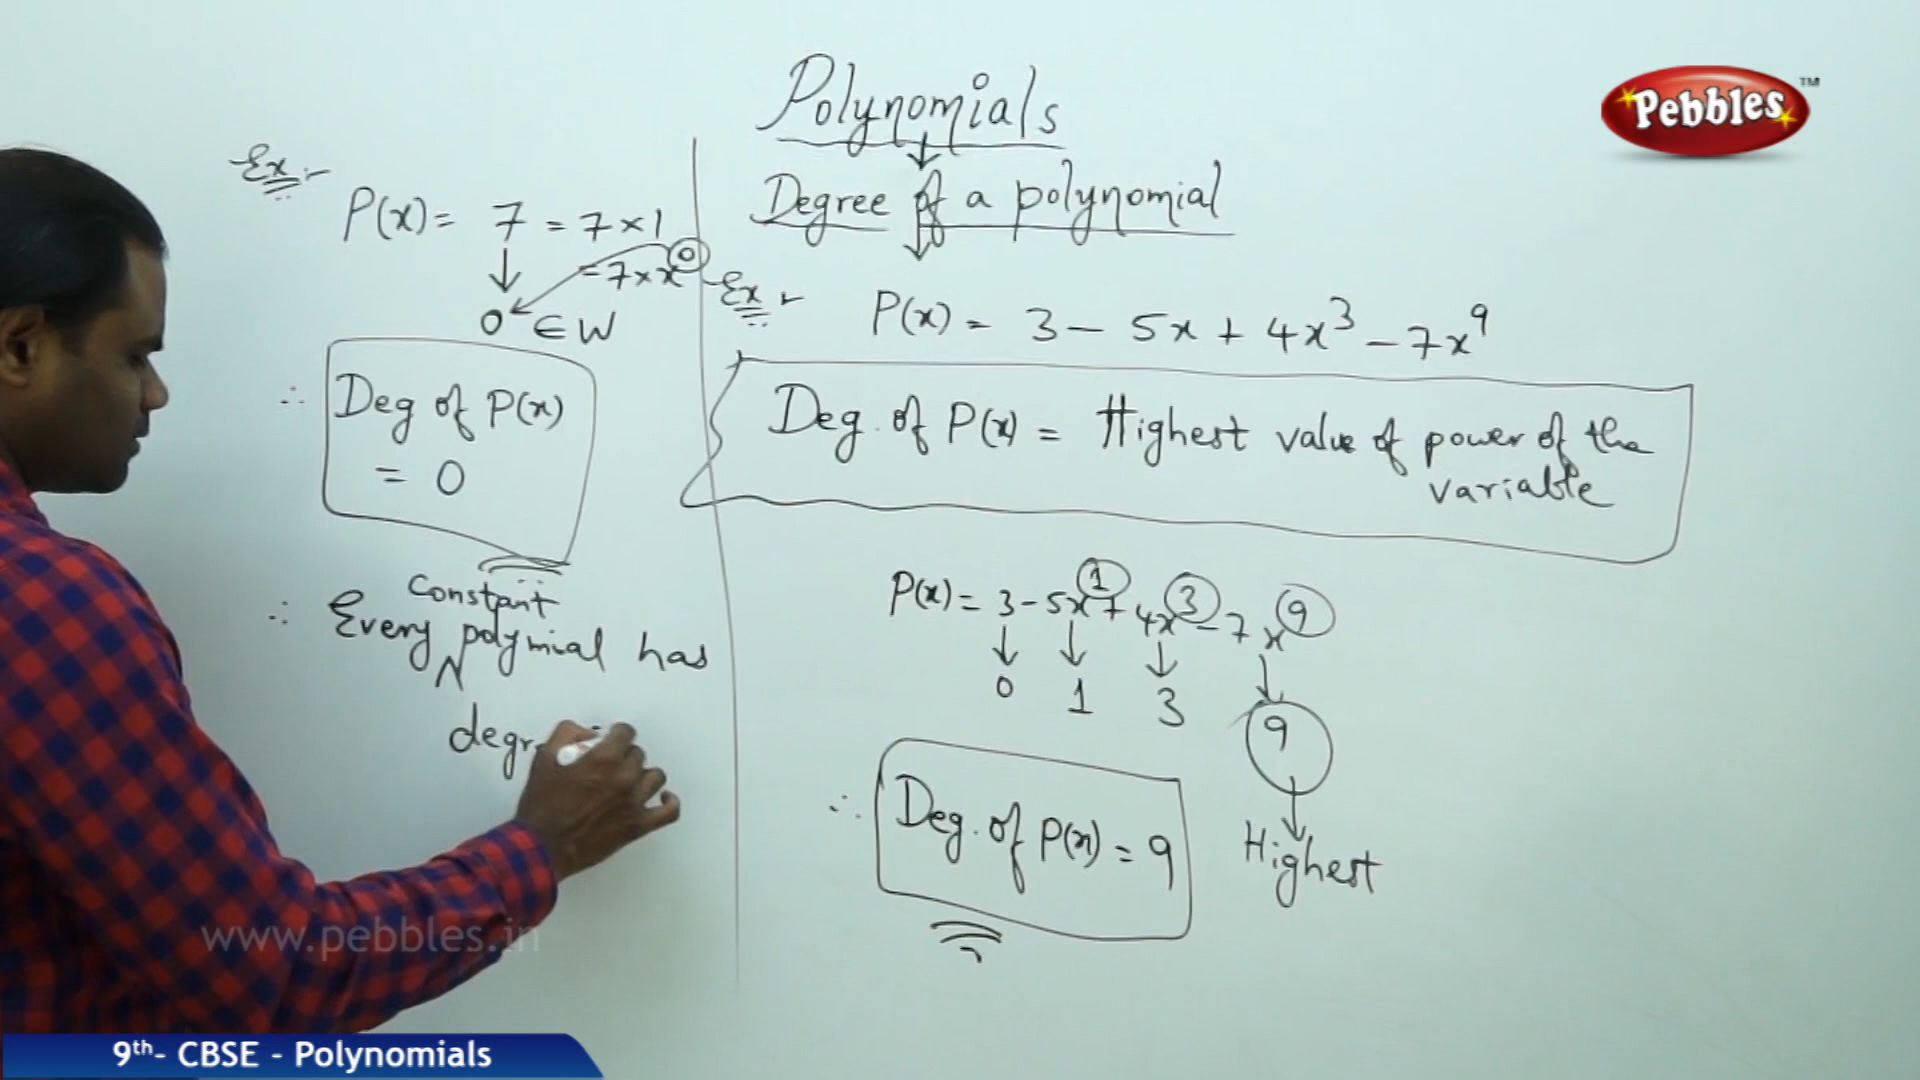 Polynomials
Degree of a polynomial
Pebbles™
Ex:-
P(x) = 7 = 7 × 1
= 7 × x⁰
0 ∈ W
∴ Deg of P(x)
= 0
∴ Every constant polymial has
Ex:-
P(x) = 3 - 5x + 4x³ - 7x⁹
Deg. of P(x) = Highest value of power of the
variable
P(x) = 3 - 5x¹ + 4x³ - 7x⁹
0 1 3 9
∴ Deg. of P(x) = 9
Highest
www.pebbles.in
9th- CBSE - Polynomials